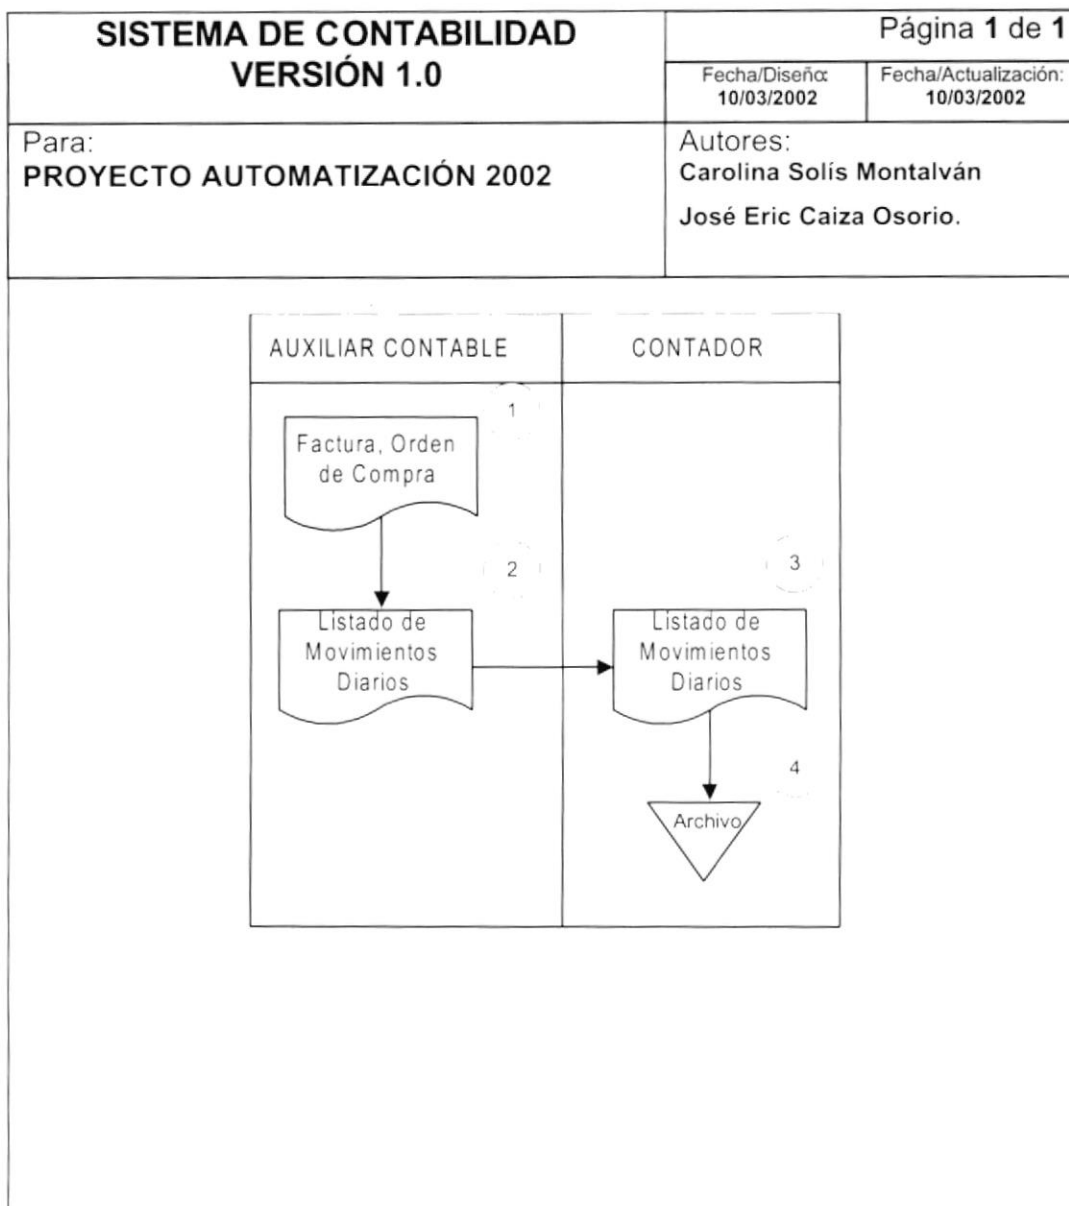 SISTEMA DE CONTABILIDAD
VERSIÓN 1.0
Página 1 de 1
Fecha/Diseño:
10/03/2002
Fecha/Actualización:
10/03/2002
Para:
PROYECTO AUTOMATIZACIÓN 2002
Autores:
Carolina Solís Montalván
José Eric Caiza Osorio.
AUXILIAR CONTABLE
CONTADOR
1
Factura, Orden
de Compra
2
Listado de
Movimientos
Diarios
3
Listado de
Movimientos
Diarios
4
Archivo